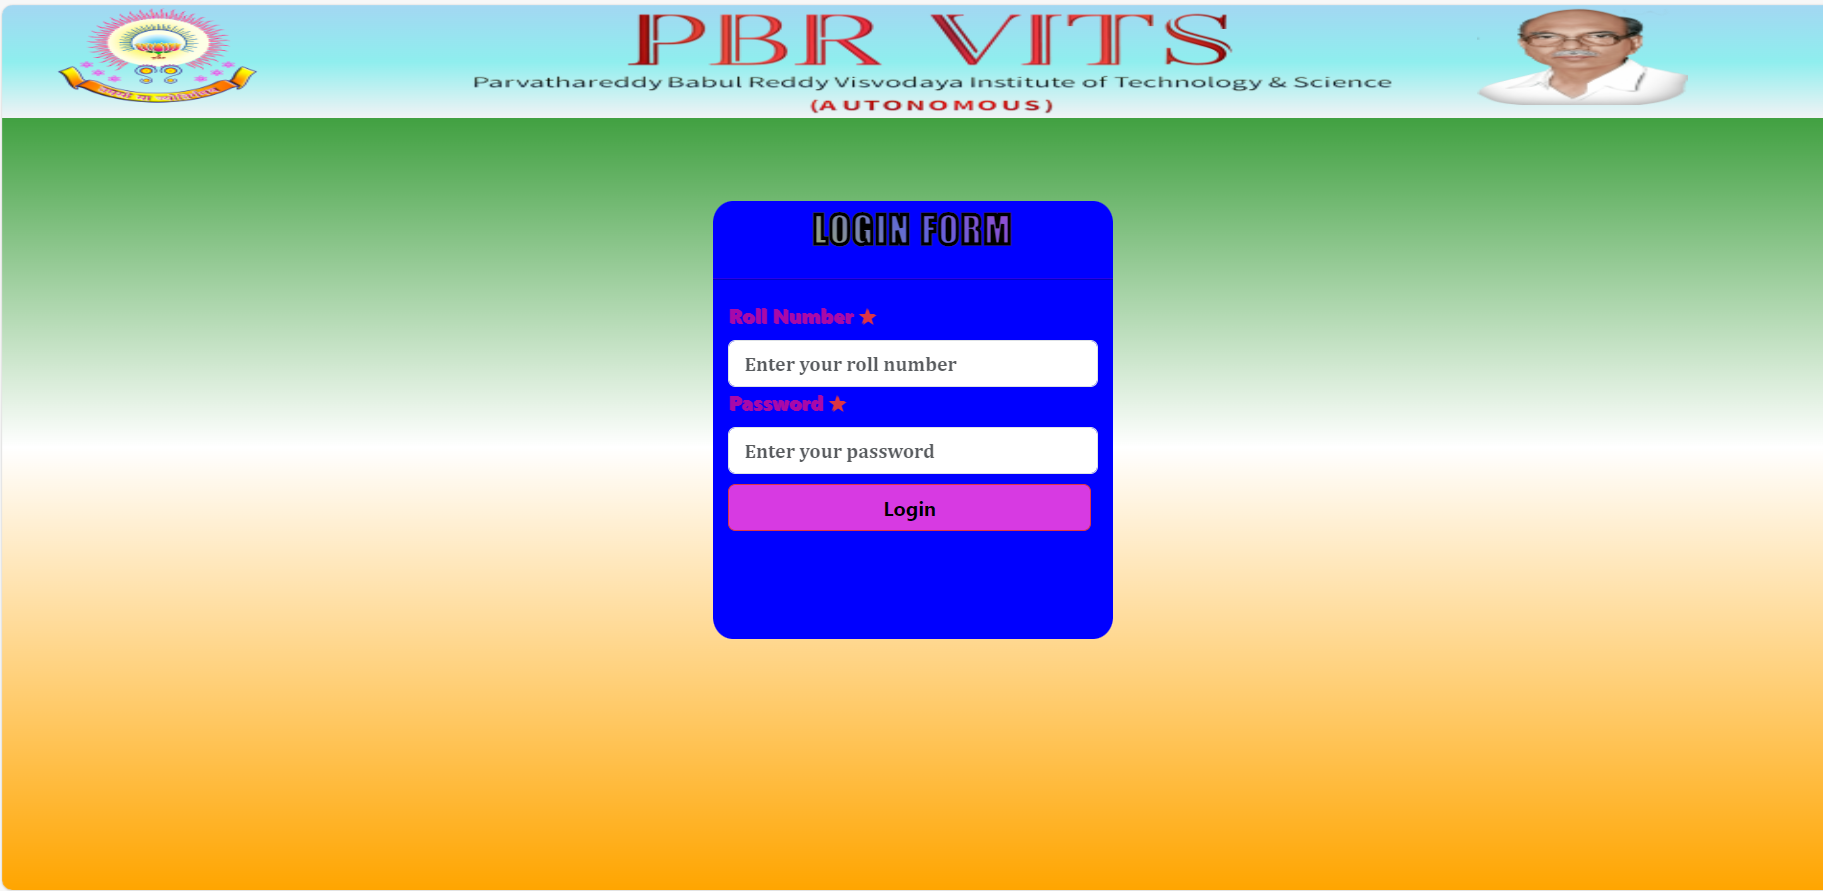 PBR VITS
Parvathareddy Babul Reddy Visvodaya Institute of Technology & Science
(AUTONOMOUS)
LOGIN FORM
Roll Number
Enter your roll number
Password
Enter your password
Login